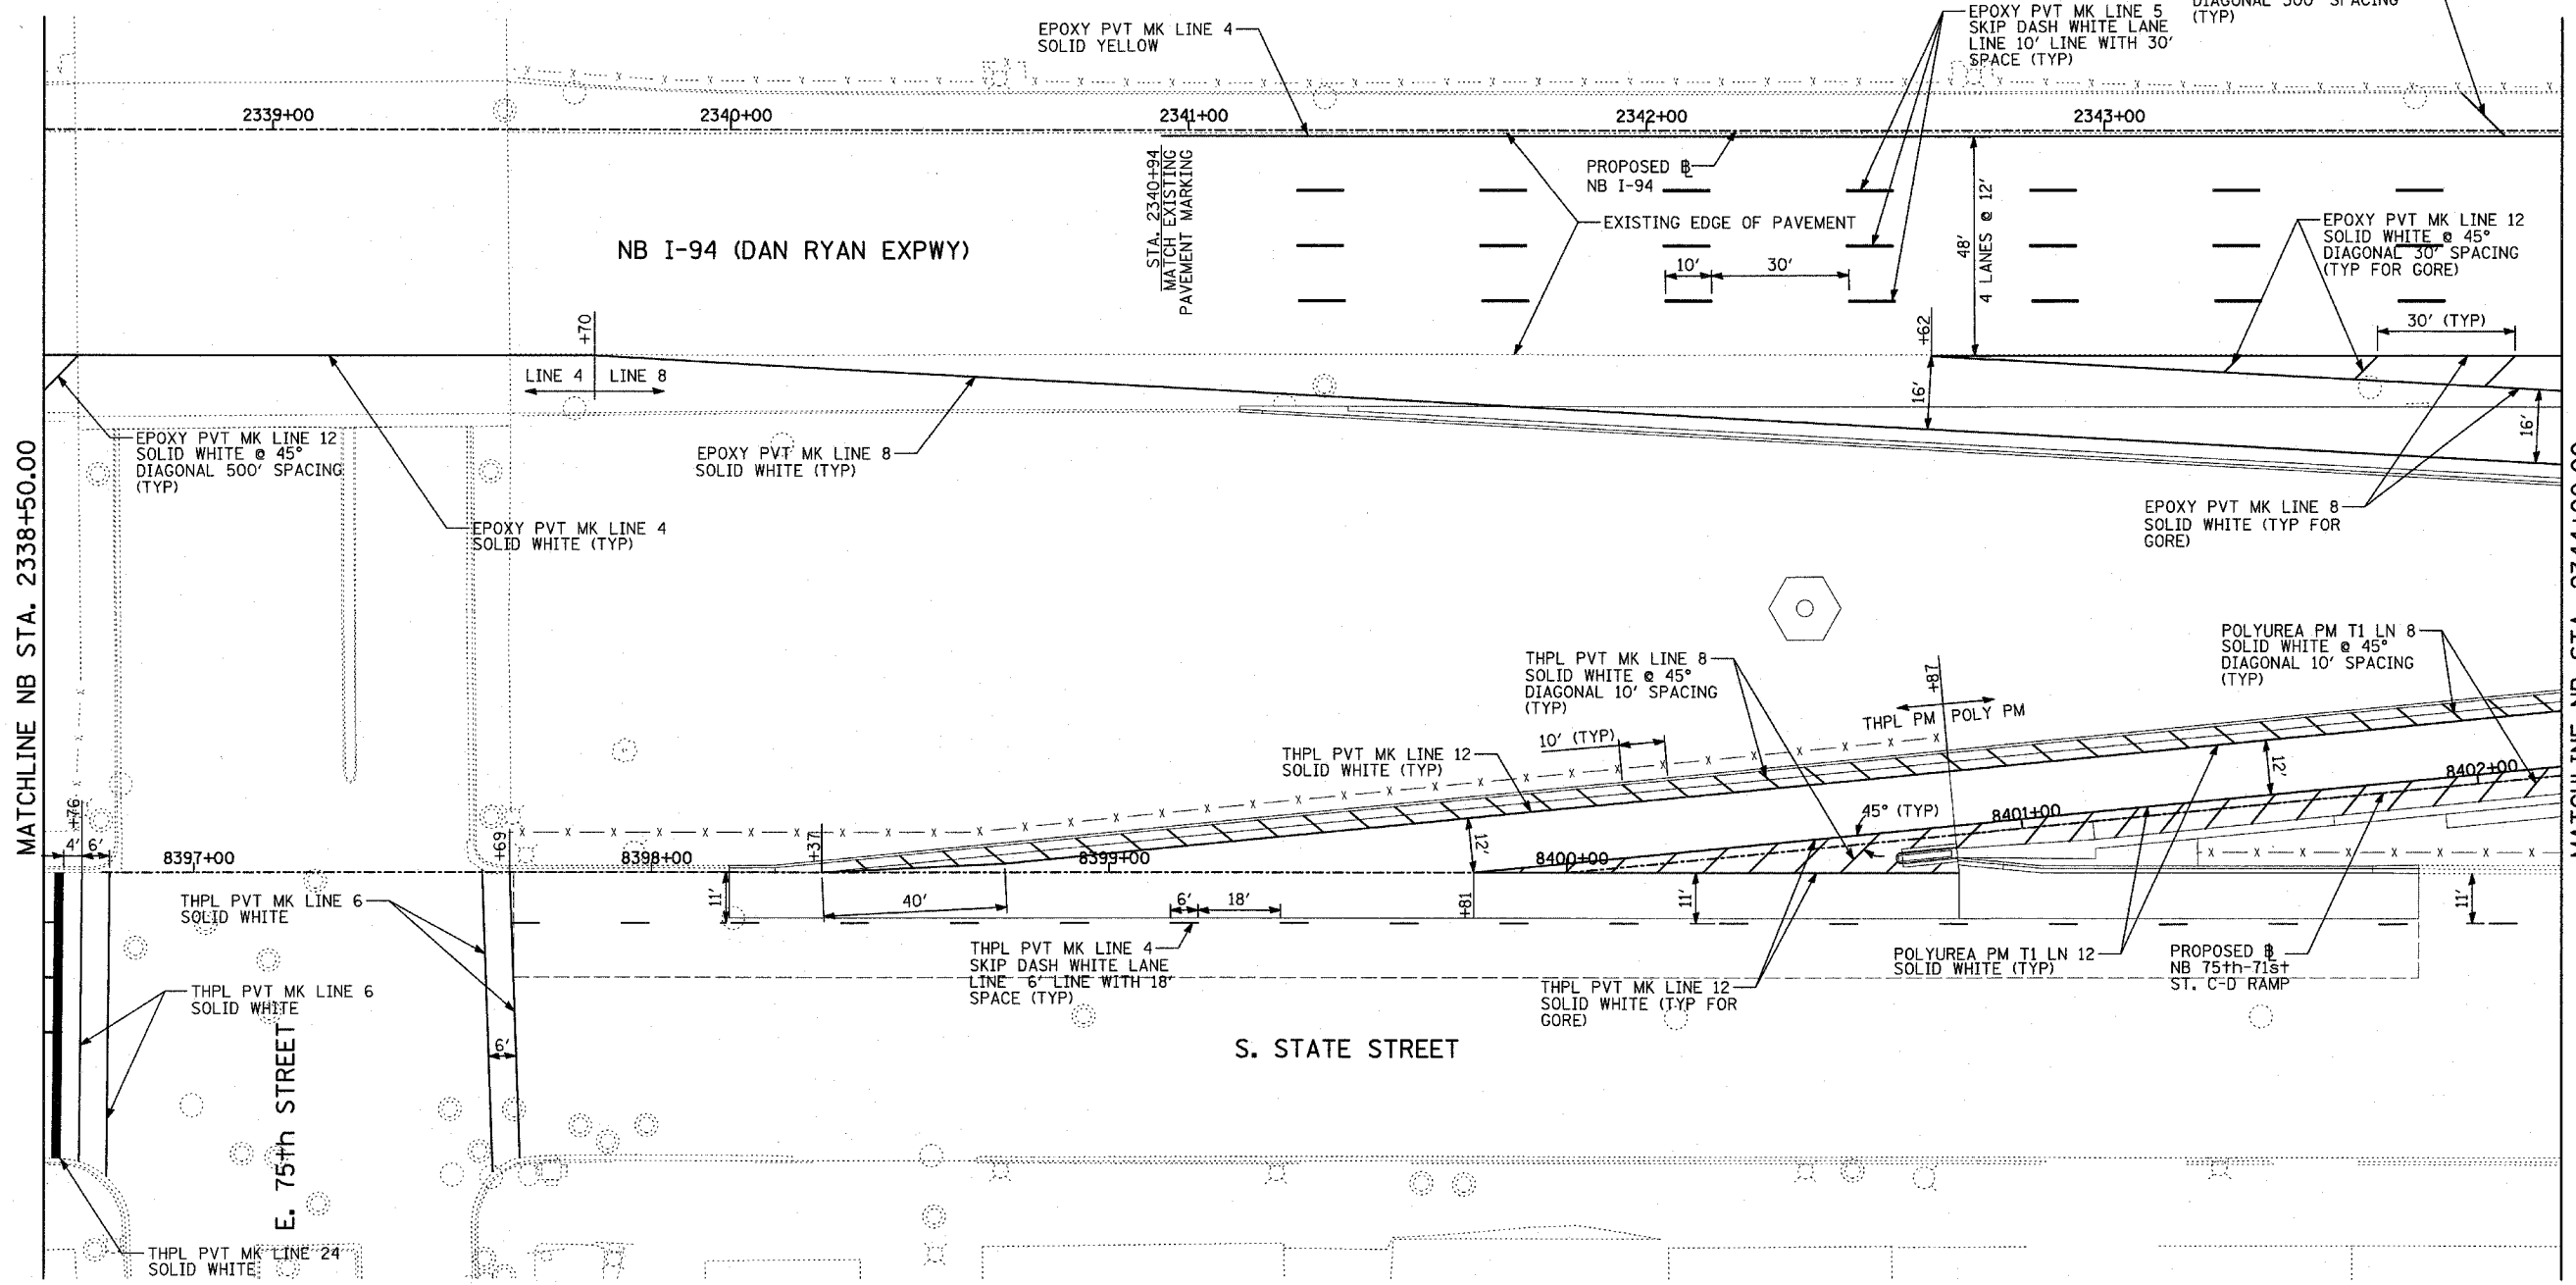 EPOXY PVT MK LINE 4
SOLID YELLOW
EPOXY PVT MK LINE 5
SKIP DASH WHITE LANE
LINE 10' LINE WITH 30'
SPACE (TYP)
DIAGONAL 500' SPACING
(TYP)
2339+00
2340+00
2341+00
2342+00
2343+00
STA. 2340+94
MATCH EXISTING
PAVEMENT MARKING
PROPOSED ℄
NB I-94
EXISTING EDGE OF PAVEMENT
NB I-94 (DAN RYAN EXPWY)
10'
30'
48'
4 LANES @ 12'
EPOXY PVT MK LINE 12
SOLID WHITE @ 45°
DIAGONAL 30' SPACING
(TYP FOR GORE)
30' (TYP)
+70
+62
LINE 4
LINE 8
16'
16'
EPOXY PVT MK LINE 12
SOLID WHITE @ 45°
DIAGONAL 500' SPACING
(TYP)
EPOXY PVT MK LINE 8
SOLID WHITE (TYP)
EPOXY PVT MK LINE 4
SOLID WHITE (TYP)
EPOXY PVT MK LINE 8
SOLID WHITE (TYP FOR
GORE)
MATCHLINE NB STA. 2338+50.00
POLYUREA PM T1 LN 8
SOLID WHITE @ 45°
DIAGONAL 10' SPACING
(TYP)
THPL PVT MK LINE 8
SOLID WHITE @ 45°
DIAGONAL 10' SPACING
(TYP)
+87
THPL PM
POLY PM
10' (TYP)
THPL PVT MK LINE 12
SOLID WHITE (TYP)
12'
8402+00
45° (TYP)
8401+00
+76
4'
6'
8397+00
+69
8398+00
+37
8399+00
12'
8400+00
11'
40'
6'
18'
+81
11'
11'
THPL PVT MK LINE 6
SOLID WHITE
THPL PVT MK LINE 4
SKIP DASH WHITE LANE
LINE 6' LINE WITH 18'
SPACE (TYP)
POLYUREA PM T1 LN 12
SOLID WHITE (TYP)
PROPOSED ℄
NB 75th-71st
ST. C-D RAMP
THPL PVT MK LINE 6
SOLID WHITE
THPL PVT MK LINE 12
SOLID WHITE (TYP FOR
GORE)
6'
S. STATE STREET
E. 75th STREET
THPL PVT MK LINE 24
SOLID WHITE